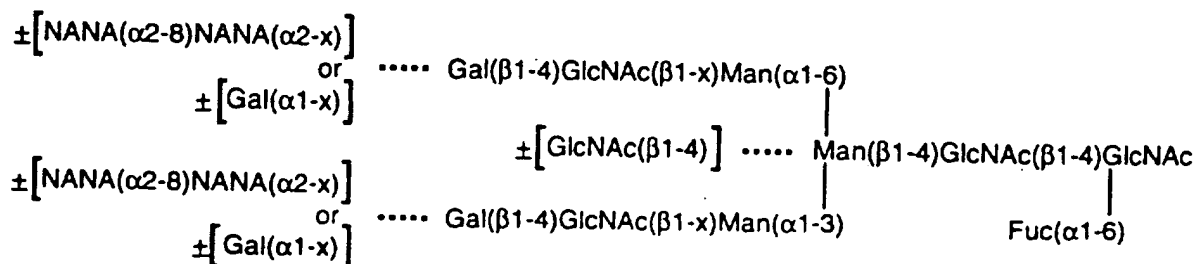 ±[NANA(α2-8)NANA(α2-x)]
or ····· Gal(β1-4)GlcNAc(β1-x)Man(α1-6)
±[Gal(α1-x)]
±[GlcNAc(β1-4)] ····· Man(β1-4)GlcNAc(β1-4)GlcNAc
±[NANA(α2-8)NANA(α2-x)]
or ····· Gal(β1-4)GlcNAc(β1-x)Man(α1-3)
±[Gal(α1-x)]
Fuc(α1-6)